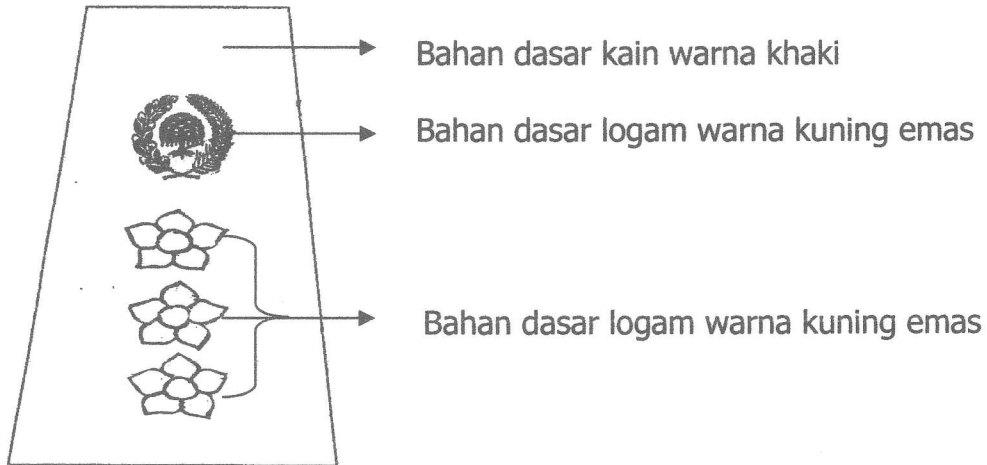 Bahan dasar kain warna khaki
Bahan dasar logam warna kuning emas
Bahan dasar logam warna kuning emas